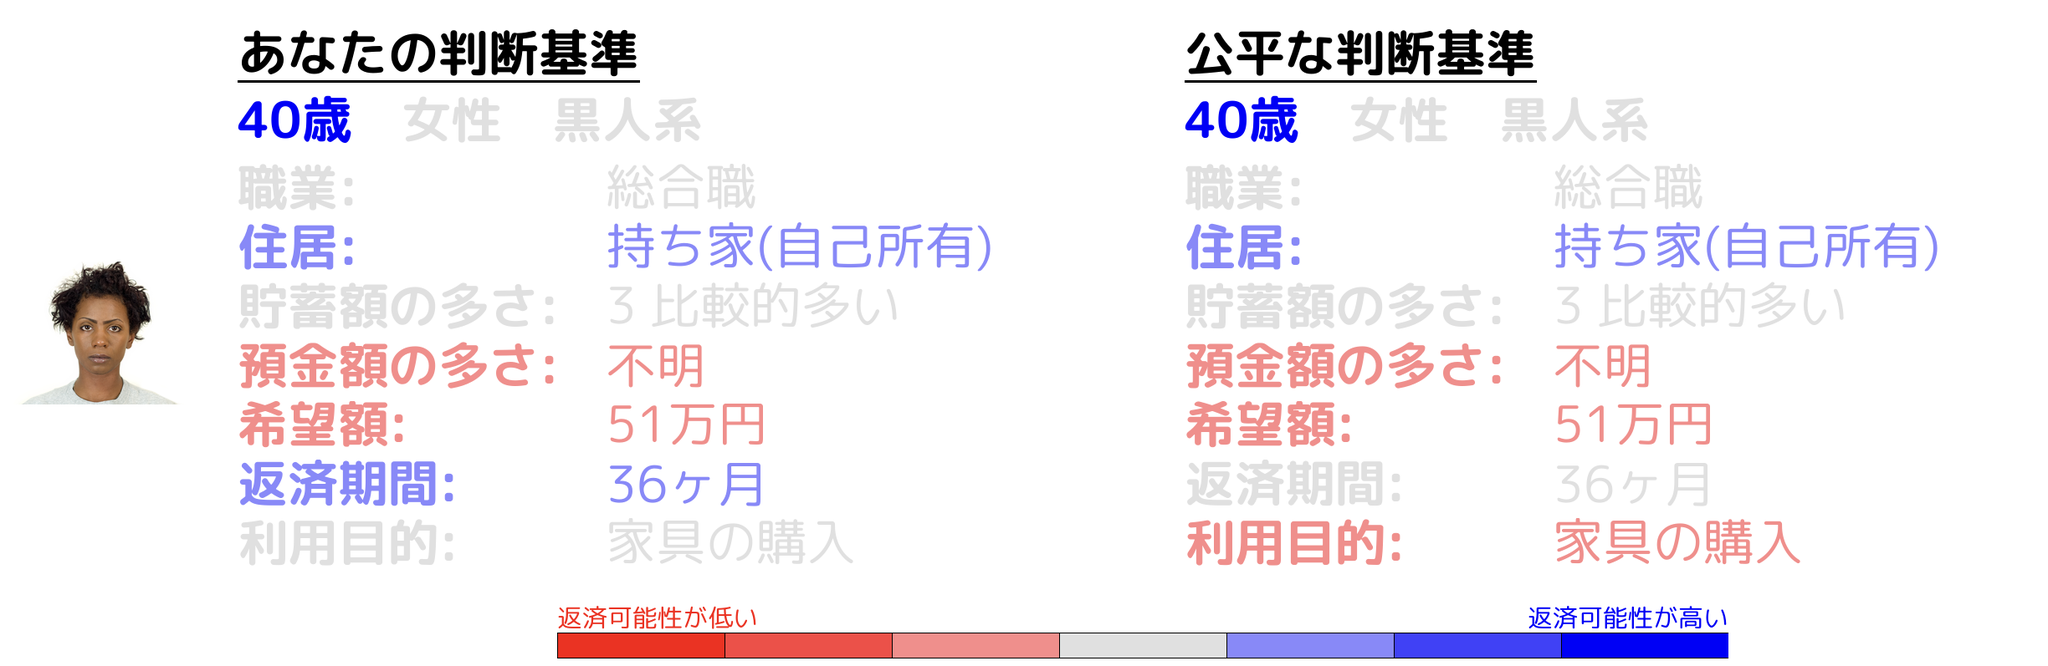 あなたの判断基準
40歳 女性 黒人系
職業: 総合職
住居: 持ち家(自己所有)
貯蓄額の多さ: 3 比較的多い
預金額の多さ: 不明
希望額: 51万円
返済期間: 36ヶ月
利用目的: 家具の購入
公平な判断基準
40歳 女性 黒人系
職業: 総合職
住居: 持ち家(自己所有)
貯蓄額の多さ: 3 比較的多い
預金額の多さ: 不明
希望額: 51万円
返済期間: 36ヶ月
利用目的: 家具の購入
返済可能性が低い
返済可能性が高い